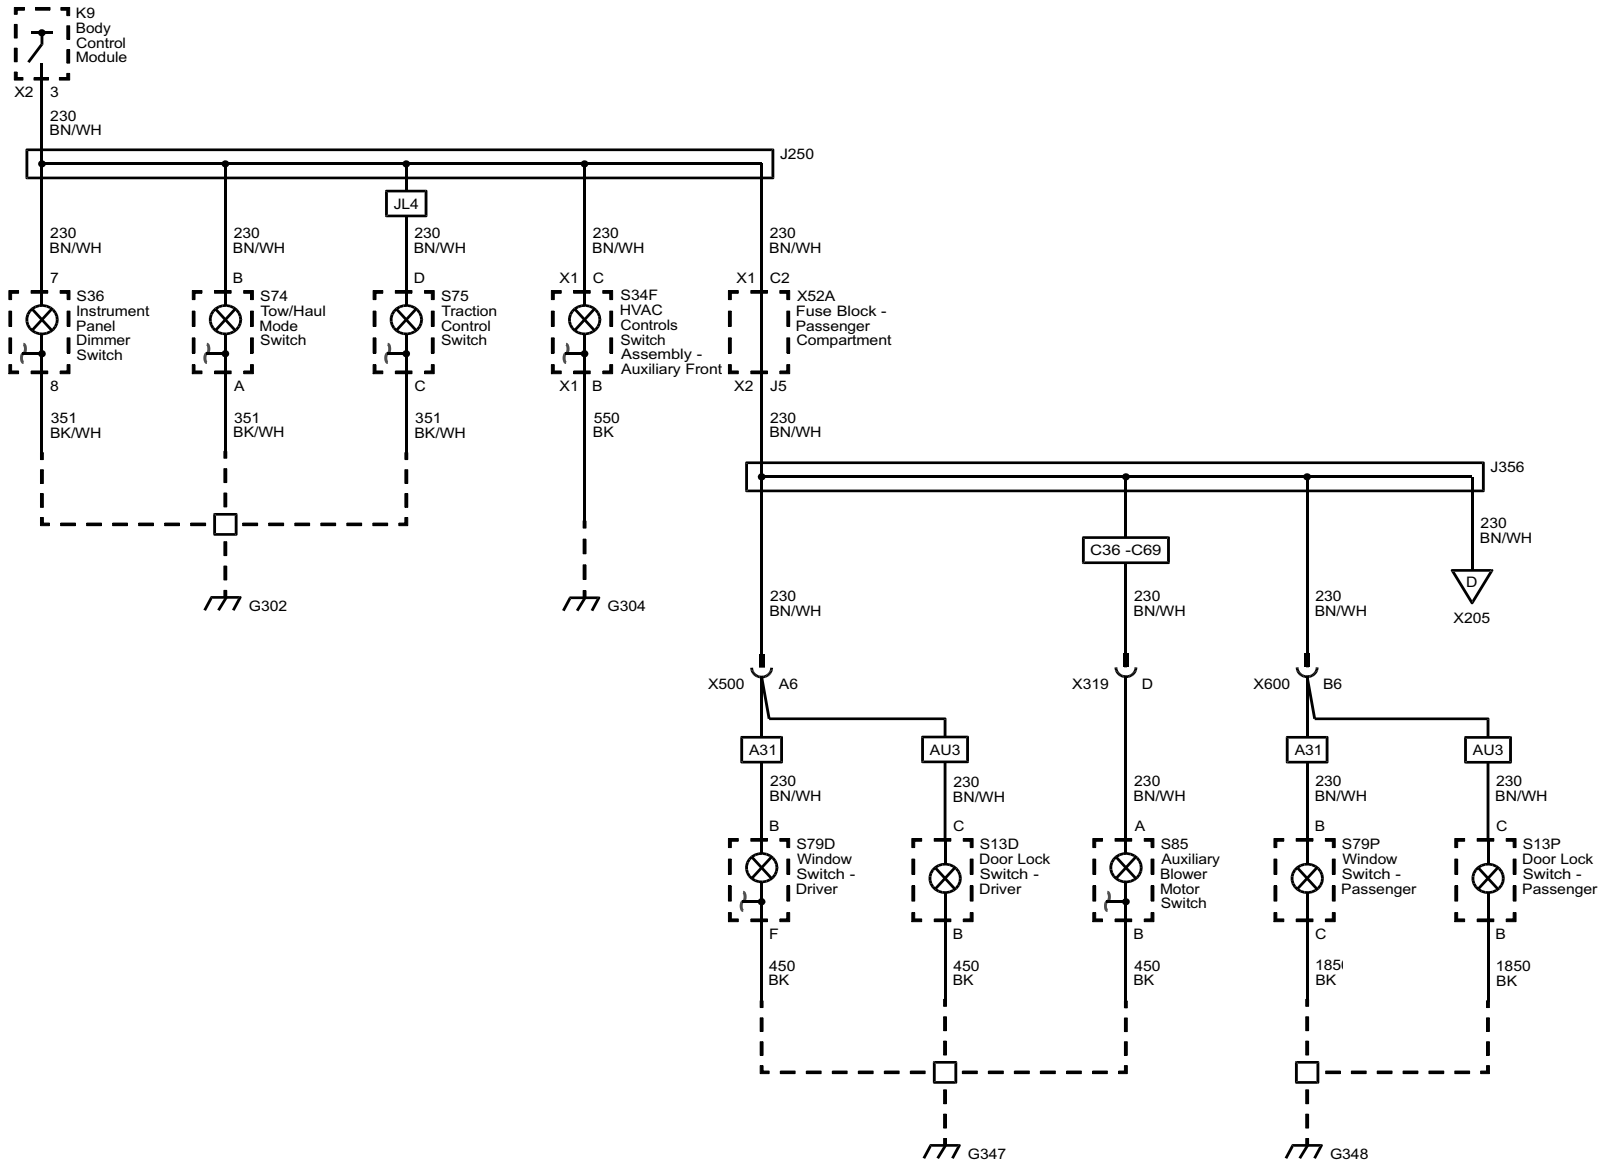 K9
Body
Control
Module
X2 3
230
BN/WH
J250
JL4
230
BN/WH
230
BN/WH
230
BN/WH
230
BN/WH
230
BN/WH
7
B
D
X1 C
X1 C2
S36
Instrument
Panel
Dimmer
Switch
S74
Tow/Haul
Mode
Switch
S75
Traction
Control
Switch
S34F
HVAC
Controls
Switch
Assembly -
Auxiliary Front
X52A
Fuse Block -
Passenger
Compartment
8
A
C
X1 B
X2 J5
351
BK/WH
351
BK/WH
351
BK/WH
550
BK
230
BN/WH
J356
230
BN/WH
C36 -C69
D
X205
G302
G304
230
BN/WH
230
BN/WH
230
BN/WH
X500 A6
X319 D
X600 B6
A31
AU3
A31
AU3
230
BN/WH
230
BN/WH
230
BN/WH
230
BN/WH
230
BN/WH
B
C
A
B
C
S79D
Window
Switch -
Driver
S13D
Door Lock
Switch -
Driver
S85
Auxiliary
Blower
Motor
Switch
S79P
Window
Switch -
Passenger
S13P
Door Lock
Switch -
Passenger
F
B
B
C
B
450
BK
450
BK
450
BK
185
BK
1850
BK
G347
G348